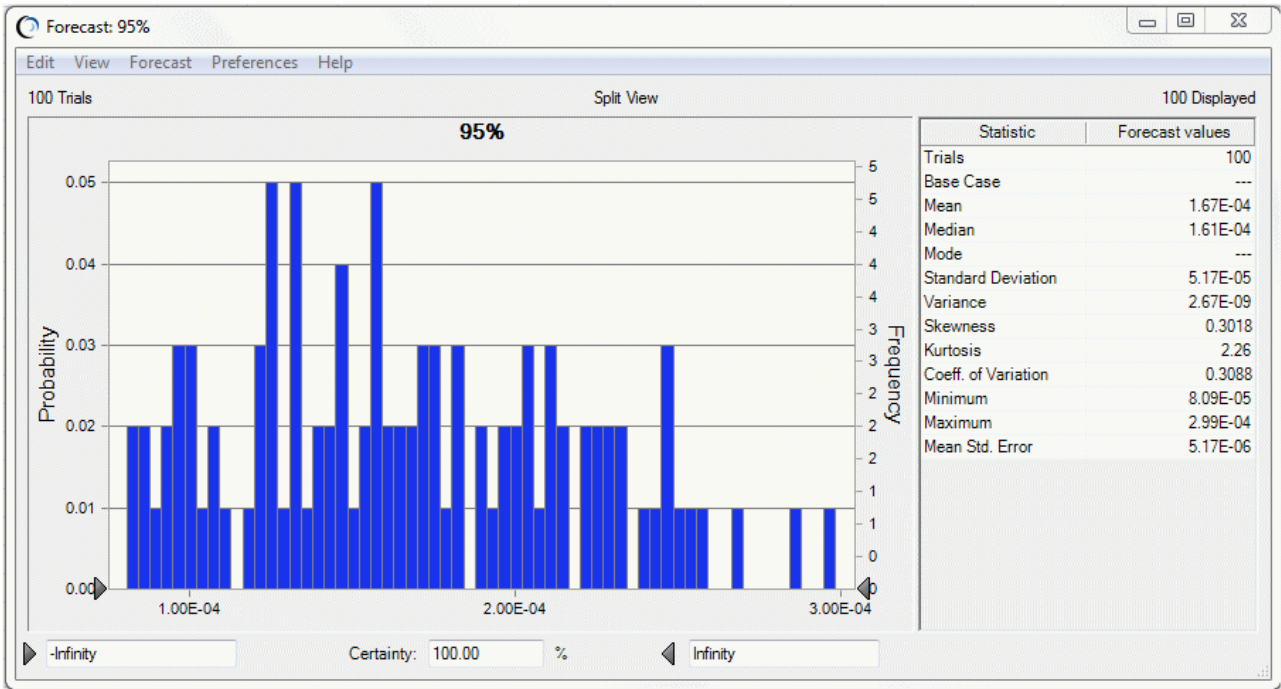 Forecast: 95%
Edit View Forecast Preferences Help
100 Trials Split View 100 Displayed
95%
Probability
0.05
0.04
0.03
0.02
0.01
0.00
5
5
4
4
4
3
3
2
2
2
1
1
0
0
Frequency
1.00E-04 2.00E-04 3.00E-04
Statistic Forecast values
Trials 100
Base Case ---
Mean 1.67E-04
Median 1.61E-04
Mode ---
Standard Deviation 5.17E-05
Variance 2.67E-09
Skewness 0.3018
Kurtosis 2.26
Coeff. of Variation 0.3088
Minimum 8.09E-05
Maximum 2.99E-04
Mean Std. Error 5.17E-06
-Infinity Certainty: 100.00 % Infinity